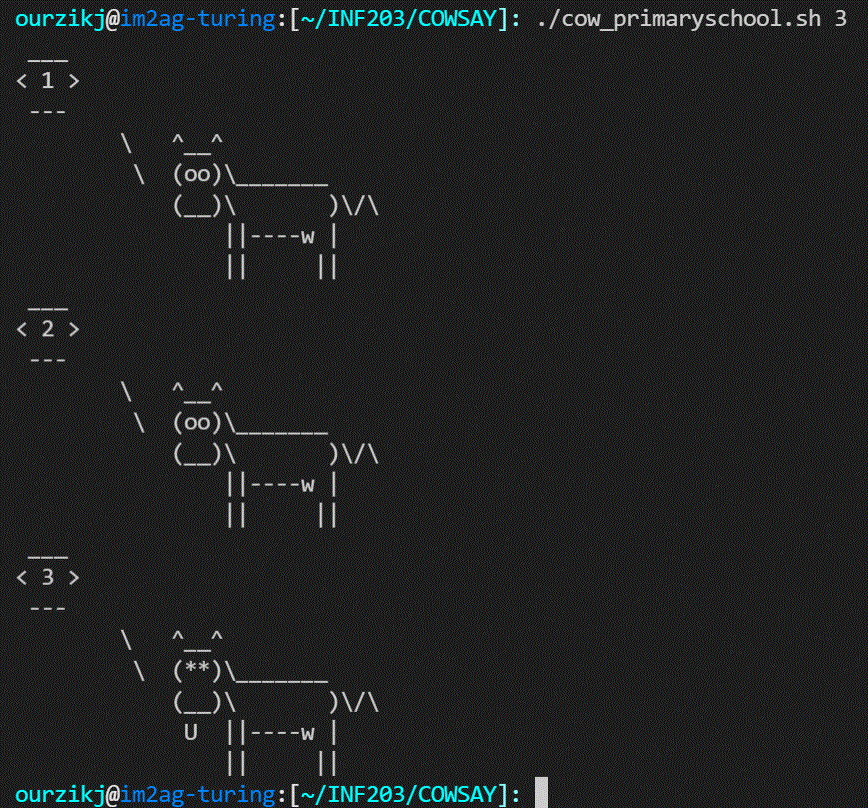 ourzikj@im2ag-turing:[~/INF203/COWSAY]: ./cow_primaryschool.sh 3
 ___
< 1 >
 ---
        \   ^__^
         \  (oo)\_______
            (__)\       )\/\
                ||----w |
                ||     ||
 ___
< 2 >
 ---
        \   ^__^
         \  (oo)\_______
            (__)\       )\/\
                ||----w |
                ||     ||
 ___
< 3 >
 ---
        \   ^__^
         \  (**)\_______
            (__)\       )\/\
             U  ||----w |
                ||     ||
ourzikj@im2ag-turing:[~/INF203/COWSAY]: